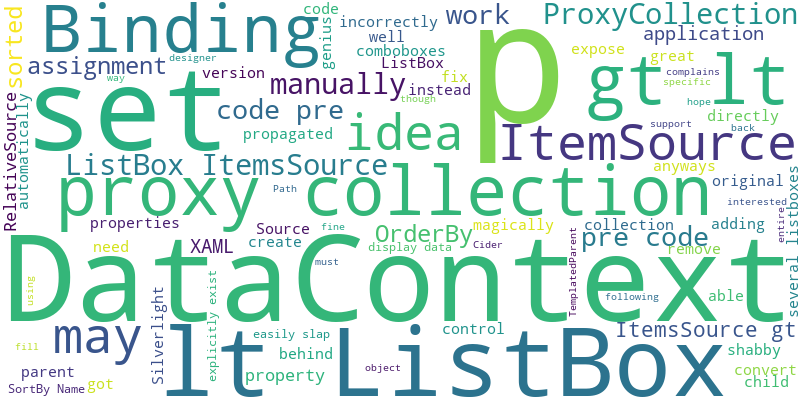 code
genius
Binding
well
comboboxes
ListBox
incorrectly
work
ProxyCollection
application
expose
great
sorted
assignment
designer
version
manually
instead
fix
complains
specific
gt lt
set
code pre
way
though
hope
directly
RelativeSource
automatically
propagated
idea
support
back
ItemSource
ListBox ItemsSource
anyways
original
proxy collection
Path
interested
properties
Source
fine
OrderBy
magically
collection
adding
several listboxes
need
XAML
create
display data
Cider
pre code
remove
entire
DataContext
using
Silverlight
explicitly exist
must
TemplatedParent
following
able
may
lt
ListBox
easily slap
control
ItemsSource gt
behind
shabby
fill
parent
property
object
convert
SortBy Name
got
child
p